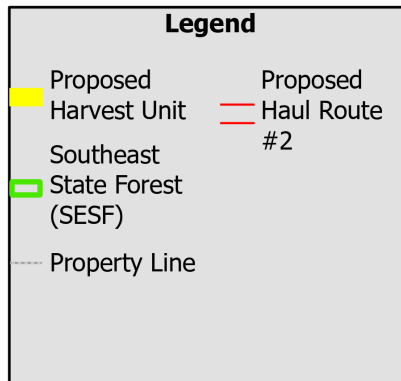 Legend
Proposed
Harvest Unit
Southeast
State Forest
(SESF)
Property Line
Proposed
Haul Route
#2